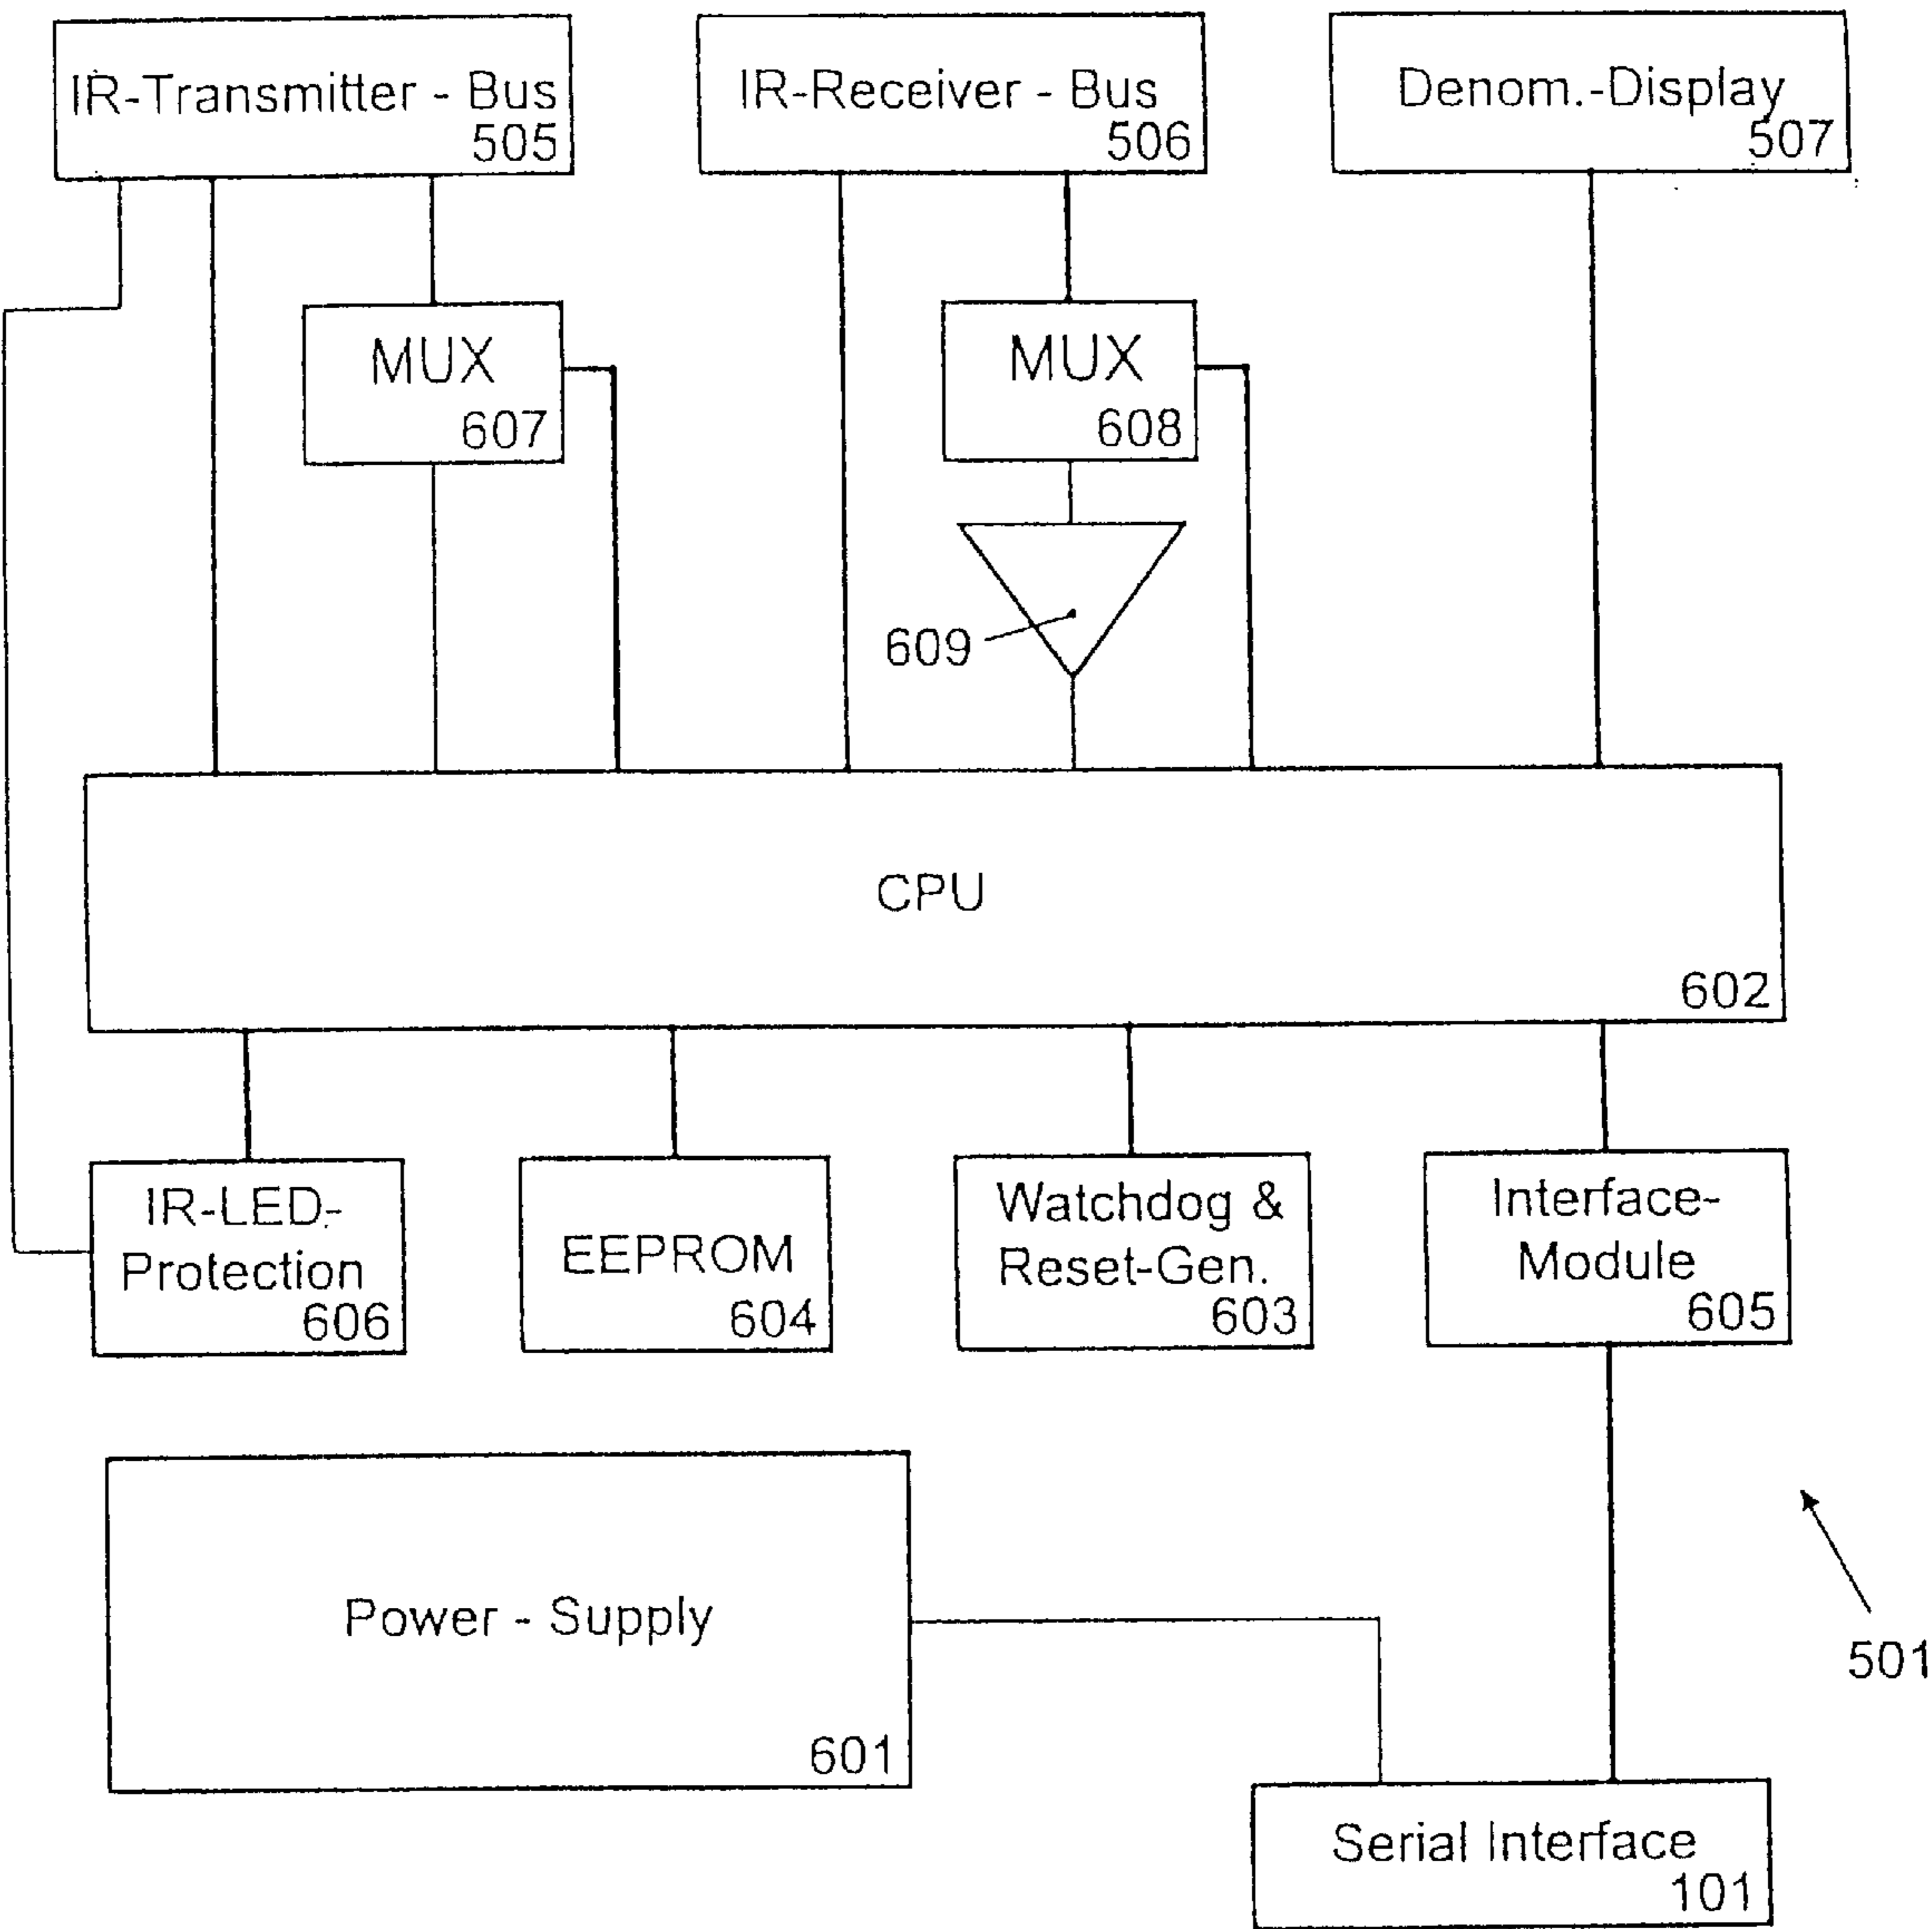 IR-Transmitter - Bus
505
IR-Receiver - Bus
506
Denom.-Display
507
MUX
607
MUX
608
609
CPU
602
IR-LED-
Protection
606
EEPROM
604
Watchdog &
Reset-Gen.
603
Interface-
Module
605
Power - Supply
601
501
Serial Interface
101